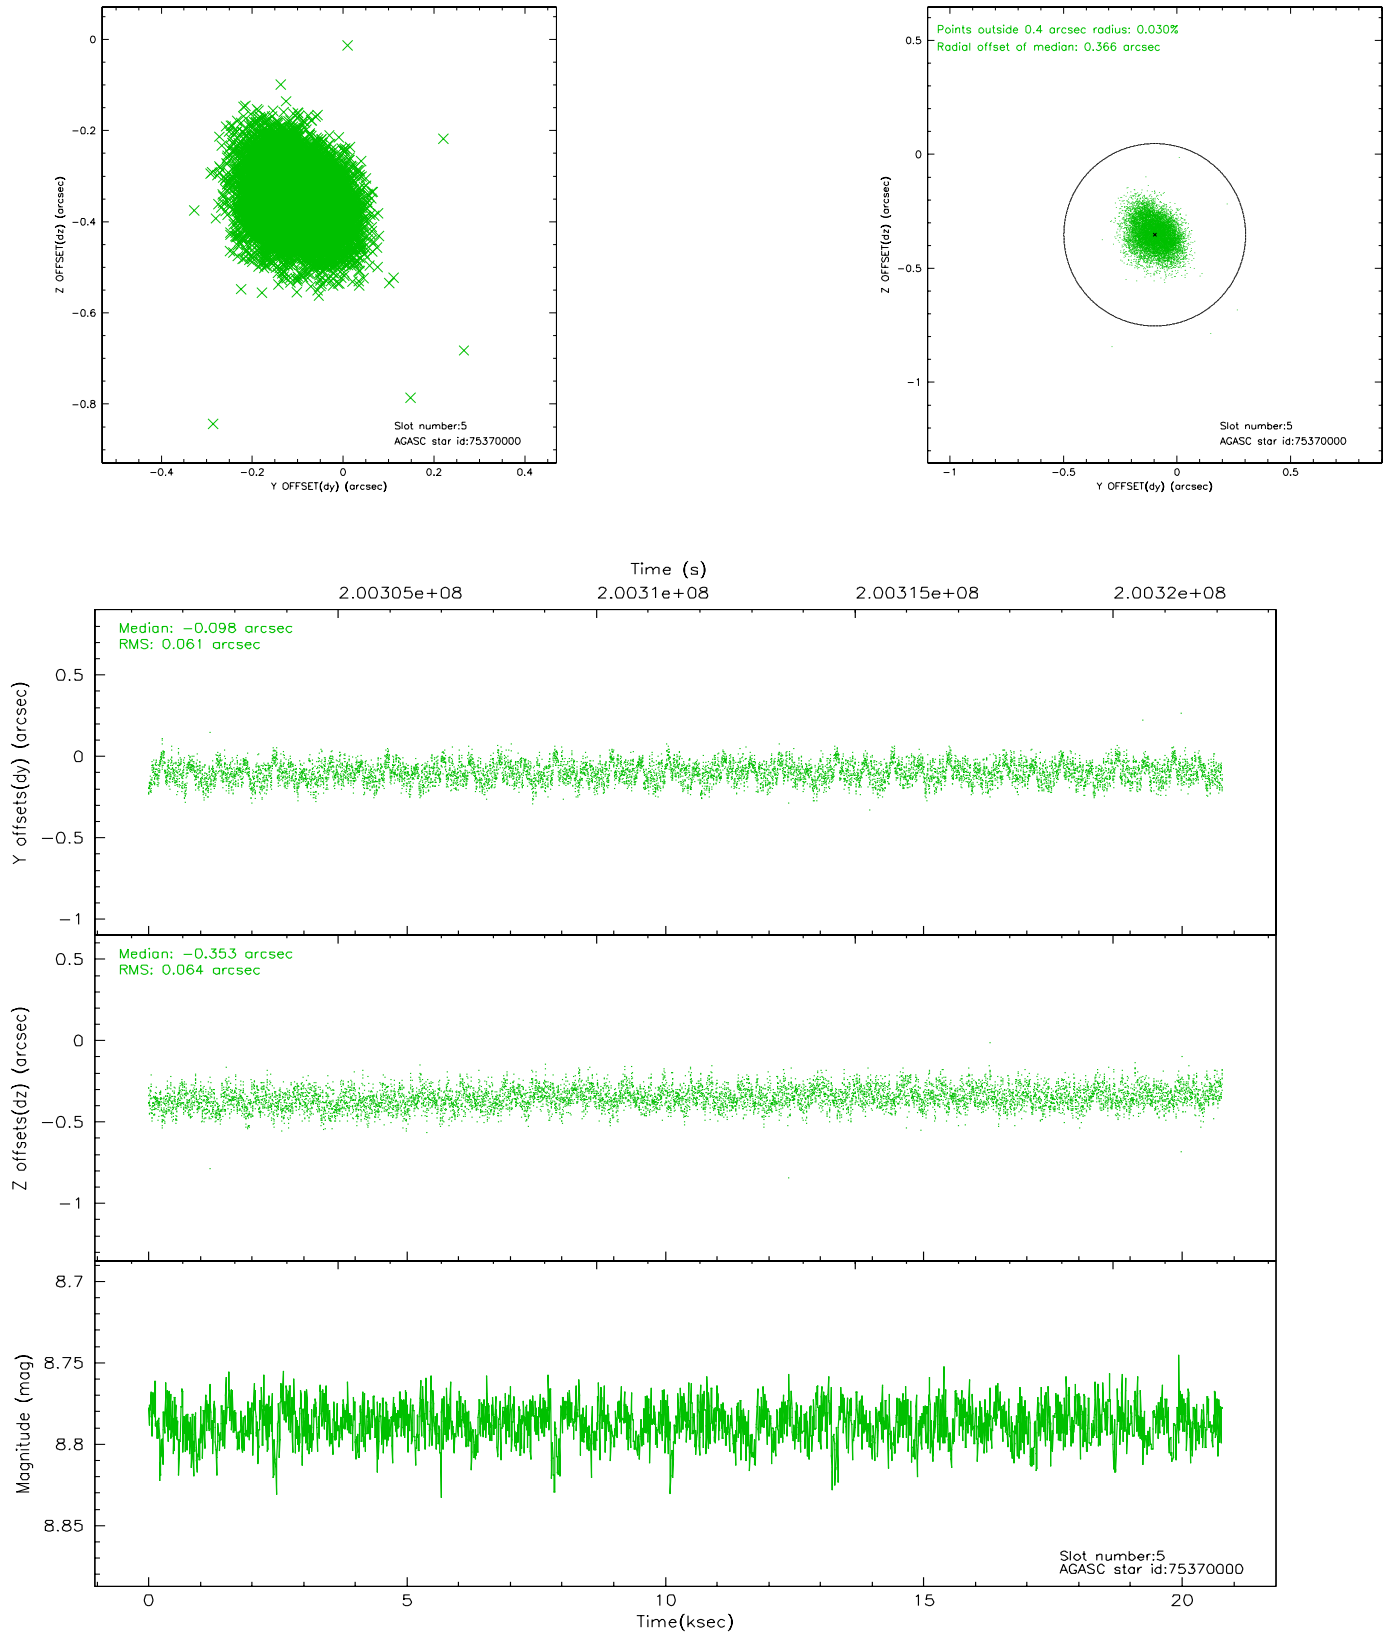 0
−0.2
−0.4
−0.6
−0.8
Z OFFSET(dz) (arcsec)
Slot number:5
AGASC star id:75370000
−0.4
−0.2
0
0.2
0.4
Y OFFSET(dy) (arcsec)
Points outside 0.4 arcsec radius: 0.030%
Radial offset of median: 0.366 arcsec
0.5
0
−0.5
−1
Z OFFSET(dz) (arcsec)
Slot number:5
AGASC star id:75370000
−1
−0.5
0
0.5
Y OFFSET(dy) (arcsec)
Time (s)
2.00305e+08
2.0031e+08
2.00315e+08
2.0032e+08
Median: −0.098 arcsec
RMS: 0.061 arcsec
0.5
0
−0.5
−1
Y offsets(dy) (arcsec)
Median: −0.353 arcsec
RMS: 0.064 arcsec
0.5
0
−0.5
−1
Z offsets(dz) (arcsec)
8.7
8.75
8.8
8.85
Magnitude (mag)
Slot number:5
AGASC star id:75370000
0
5
10
15
20
Time(ksec)